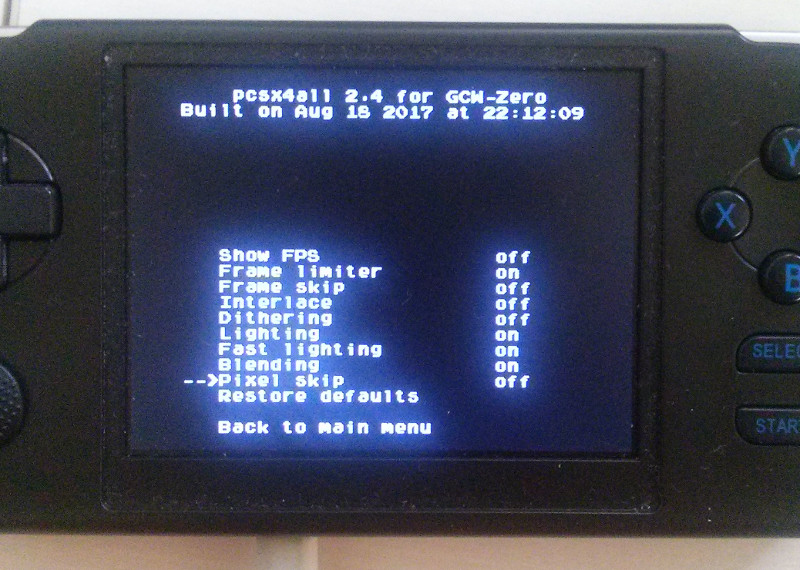 pcsx4all 2.4 for GCW-Zero
Built on Aug 18 2017 at 22:12:09
Show FPS off
Frame limiter on
Frame skip off
Interlace off
Dithering off
Lighting on
Fast lighting on
Blending on
-->Pixel skip off
Restore defaults
Back to main menu
Y
X
B
SELEC
START